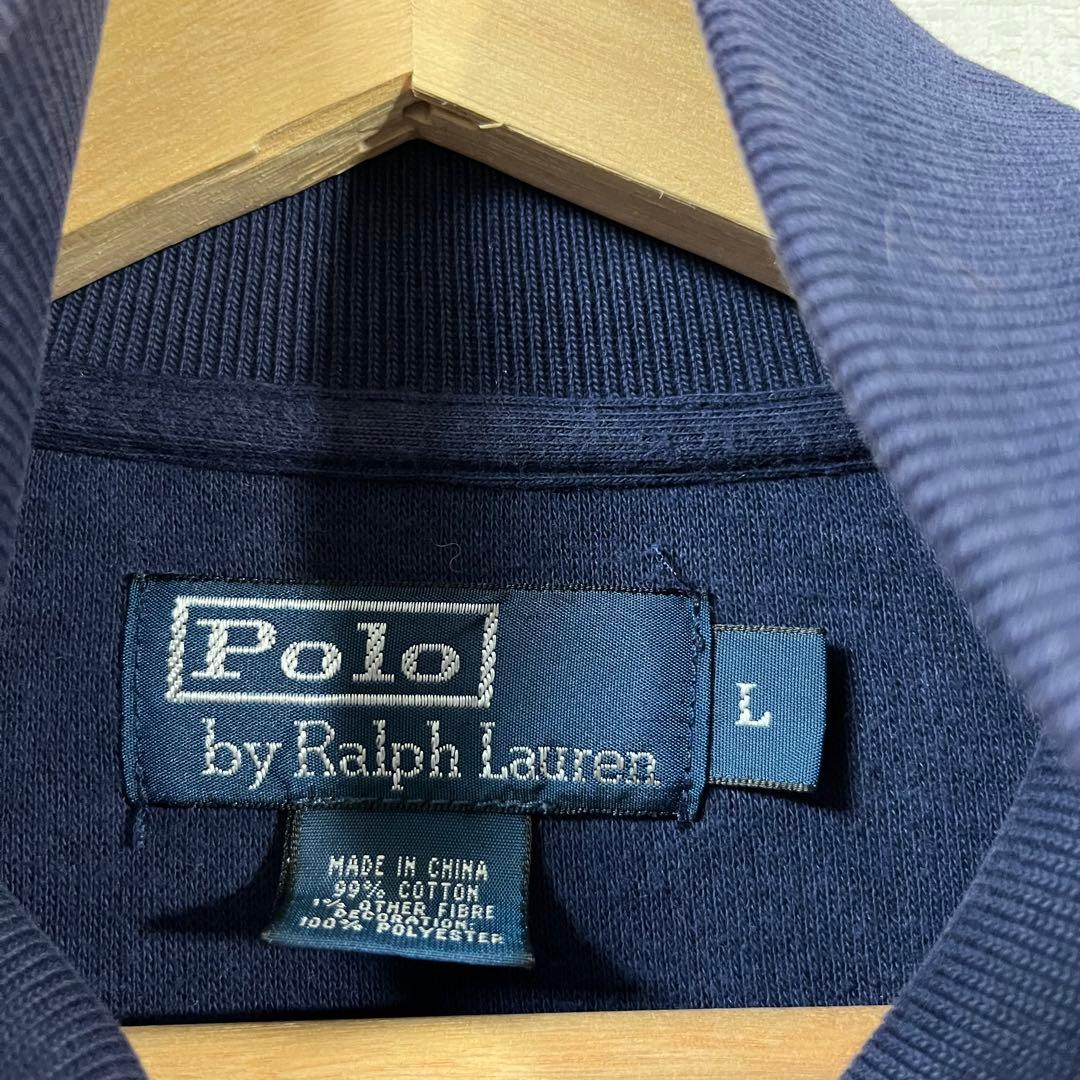 Polo
by Ralph Lauren
L
MADE IN CHINA
99% COTTON
1% OTHER FIBRE
DECORATION:
100% POLYESTER